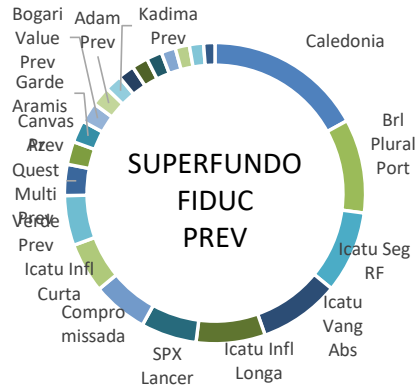 Bogari
Value
Prev
Adam
Prev
Kadima
Prev
Caledonia
Garde
Aramis
Canvas
Prev
Az
Quest
Multi
Prev
Verde
Prev
Icatu Infl
Curta
Compro
missada
SPX
Lancer
Icatu Infl
Longa
Icatu
Vang
Abs
Icatu Seg
RF
Brl
Plural
Port
SUPERFUNDO
FIDUC
PREV